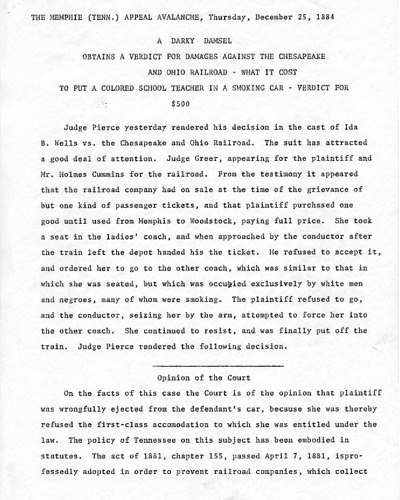 THE MEMPHIE (TENN.) APPEAL AVALANCHE, Thursday, December 25, 1884
A DARKY DAMSEL
OBTAINS A VERDICT FOR DAMAGES AGAINST THE CHESAPEAKE
AND OHIO RAILROAD - WHAT IT COST
TO PUT A COLORED SCHOOL TEACHER IN A SMOKING CAR - VERDICT FOR
$500
Judge Pierce yesterday rendered his decision in the cast of Ida
B. Wells vs. the Chesapeake and Ohio Railroad. The suit has attracted
a good deal of attention. Judge Greer, appearing for the plaintiff and
Mr. Holmes Cummins for the railroad. From the testimony it appeared
that the railroad company had on sale at the time of the grievance of
but one kind of passenger tickets, and that plaintiff purchased one
good until used from Memphis to Woodstock, paying full price. She took
a seat in the ladies' coach, and when approached by the conductor after
the train left the depot handed his the ticket. He refused to accept it,
and ordered her to go to the other coach, which was similar to that in
which she was seated, but which was occupied exclusively by white men
and negroes, many of whom were smoking. The plaintiff refused to go,
and the conductor, seizing her by the arm, attempted to force her into
the other coach. She continued to resist, and was finally put off the
train. Judge Pierce rendered the following decision.
Opinion of the Court
On the facts of this case the Court is of the opinion that plaintiff
was wrongfully ejected from the defendant's car, because she was thereby
refused the first-class accomodation to which she was entitled under the
law. The policy of Tennessee on this subject has been embodied in
statutes. The act of 1881, chapter 155, passed April 7, 1881, ispro-
fessedly adopted in order to prevent railroad companies, which collect